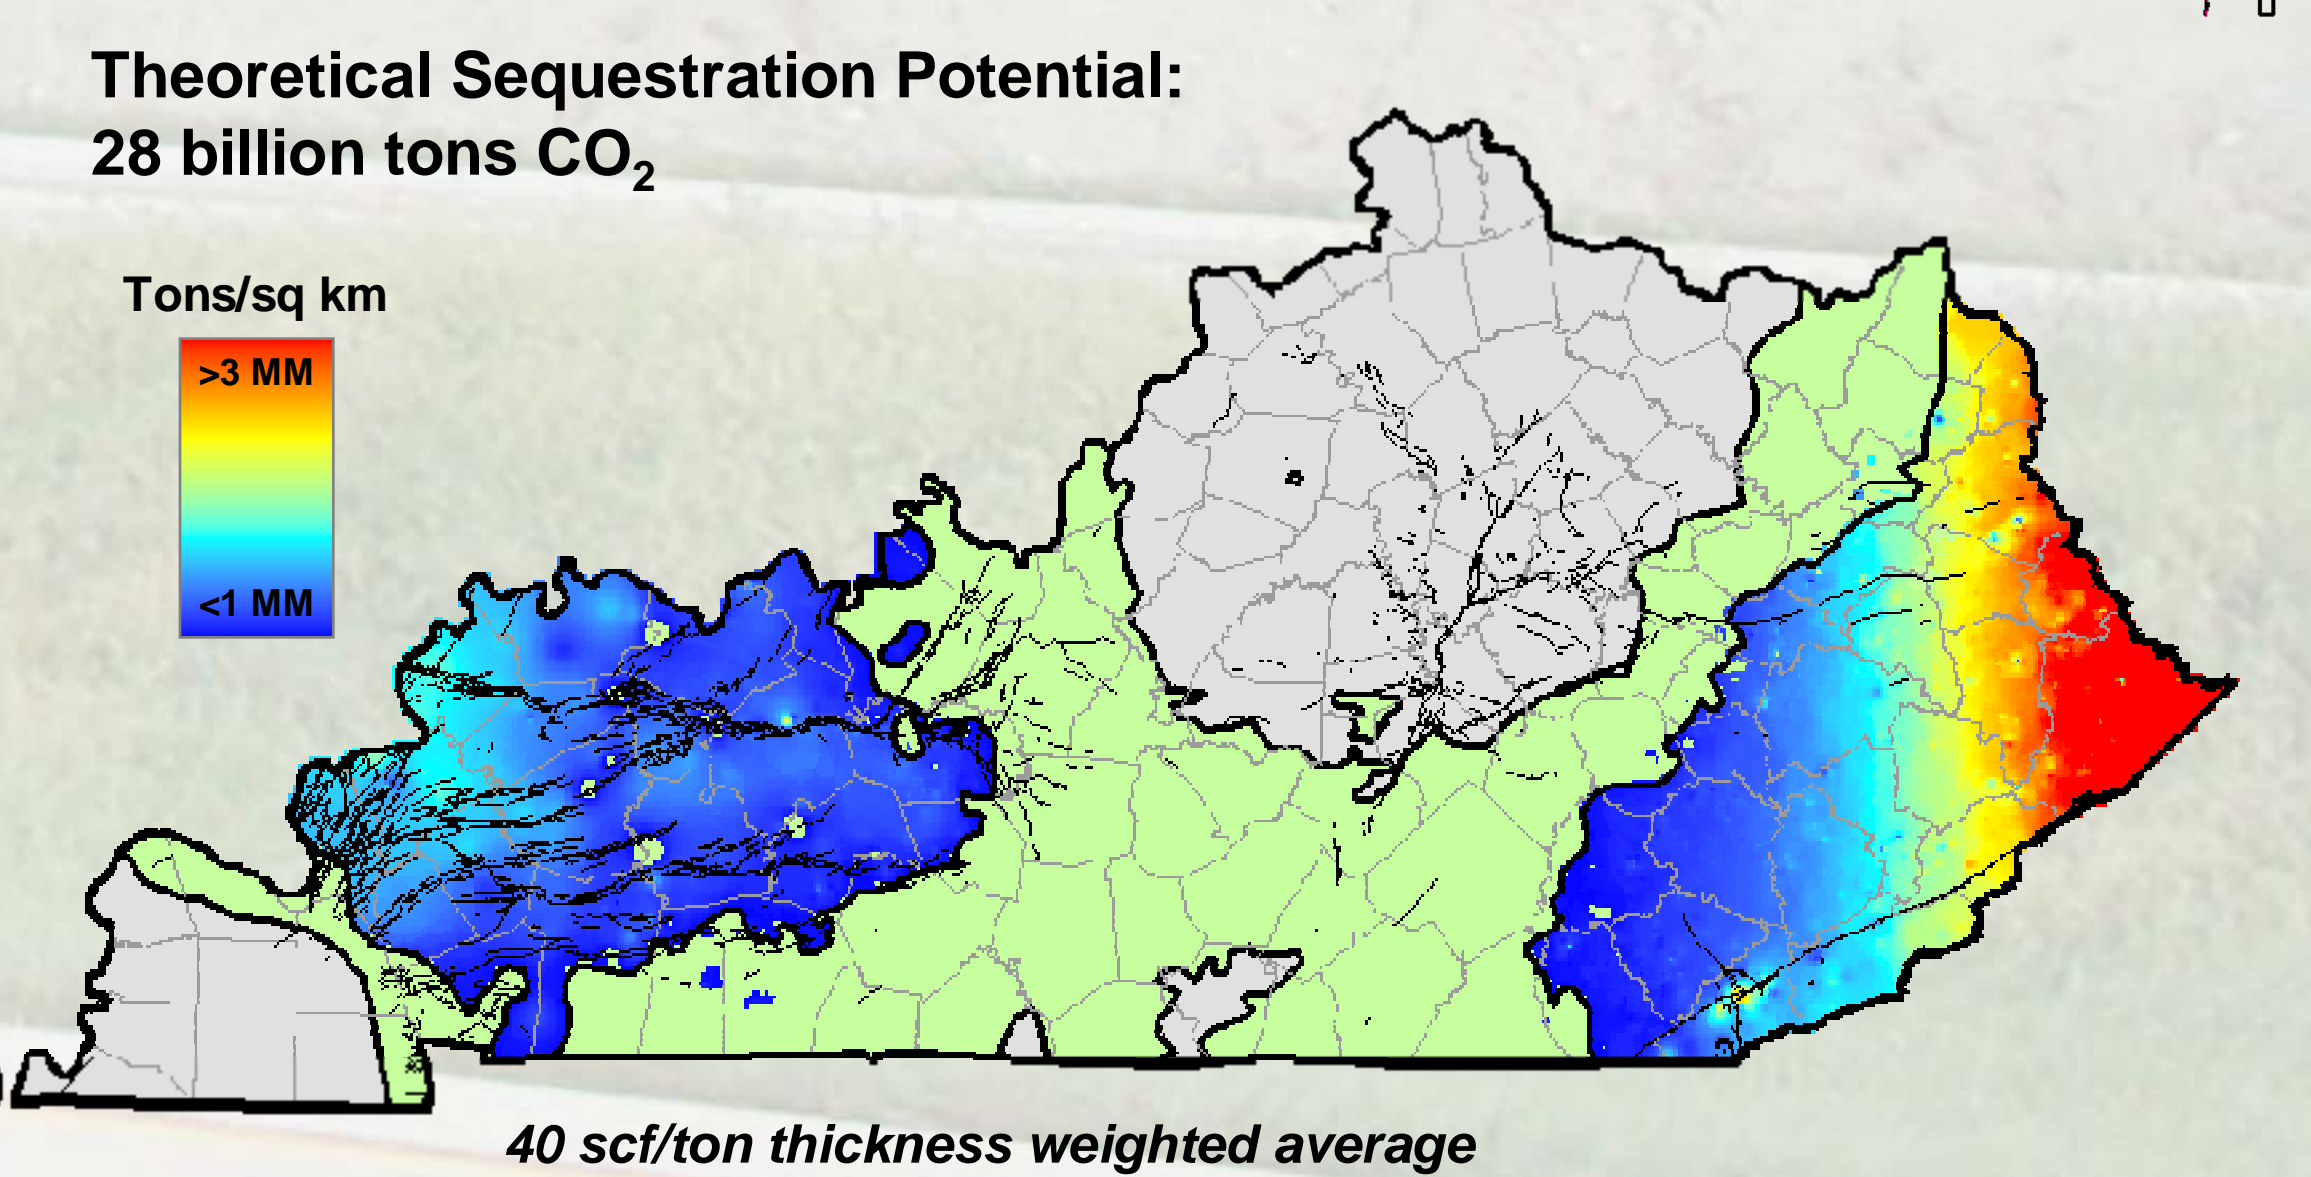 Theoretical Sequestration Potential:
28 billion tons CO₂
Tons/sq km
>3 MM
<1 MM
40 scf/ton thickness weighted average